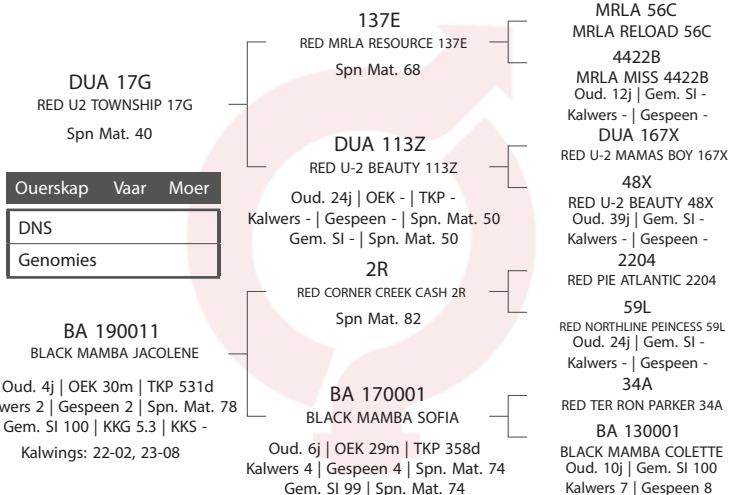 DUA 17G
RED U2 TOWNSHIP 17G
Spn Mat. 40
Ouerskap Vaar Moer
DNS
Genomies
BA 190011
BLACK MAMBA JACOLENE
Oud. 4j | OEK 30m | TKP 531d
wers 2 | Gespeen 2 | Spn. Mat. 78
Gem. SI 100 | KKG 5.3 | KKS -
Kalwings: 22-02, 23-08
137E
RED MRLA RESOURCE 137E
Spn Mat. 68
DUA 113Z
RED U-2 BEAUTY 113Z
Oud. 24j | OEK - | TKP -
Kalwers - | Gespeen - | Spn. Mat. 50
Gem. SI - | Spn. Mat. 50
2R
RED CORNER CREEK CASH 2R
Spn Mat. 82
BA 170001
BLACK MAMBA SOFIA
Oud. 6j | OEK 29m | TKP 358d
Kalwers 4 | Gespeen 4 | Spn. Mat. 74
Gem. SI 99 | Spn. Mat. 74
MRLA 56C
MRLA RELOAD 56C
4422B
MRLA MISS 4422B
Oud. 12j | Gem. SI -
Kalwers - | Gespeen -
DUA 167X
RED U-2 MAMAS BOY 167X
48X
RED U-2 BEAUTY 48X
Oud. 39j | Gem. SI -
Kalwers - | Gespeen -
2204
RED PIE ATLANTIC 2204
59L
RED NORTHLINE PEINCESS 59L
Oud. 24j | Gem. SI -
Kalwers - | Gespeen -
34A
RED TER RON PARKER 34A
BA 130001
BLACK MAMBA COLETTE
Oud. 10j | Gem. SI 100
Kalwers 7 | Gespeen 8